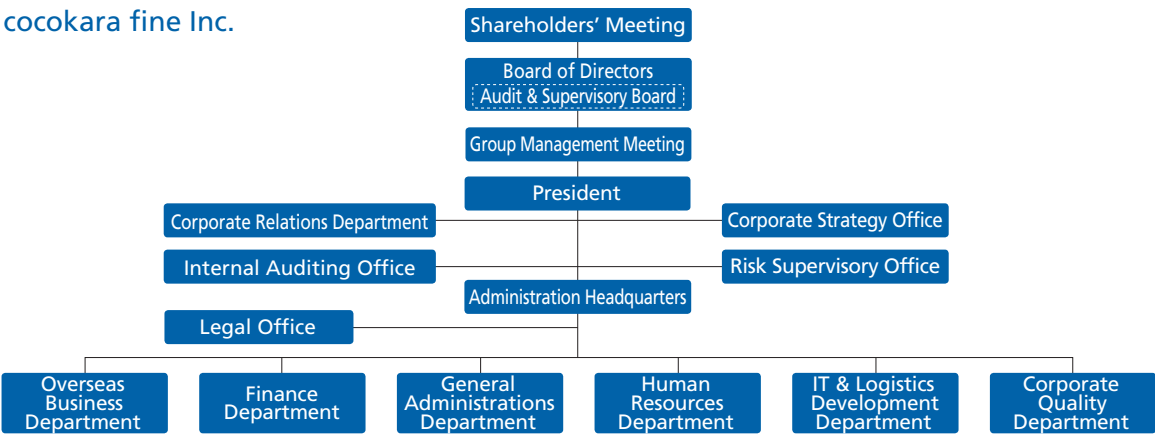 cocokara fine Inc.
Shareholders’ Meeting
Board of Directors
Audit & Supervisory Board
Group Management Meeting
President
Corporate Relations Department
Corporate Strategy Office
Internal Auditing Office
Risk Supervisory Office
Administration Headquarters
Legal Office
Overseas
Business
Department
Finance
Department
General
Administrations
Department
Human
Resources
Department
IT & Logistics
Development
Department
Corporate
Quality
Department